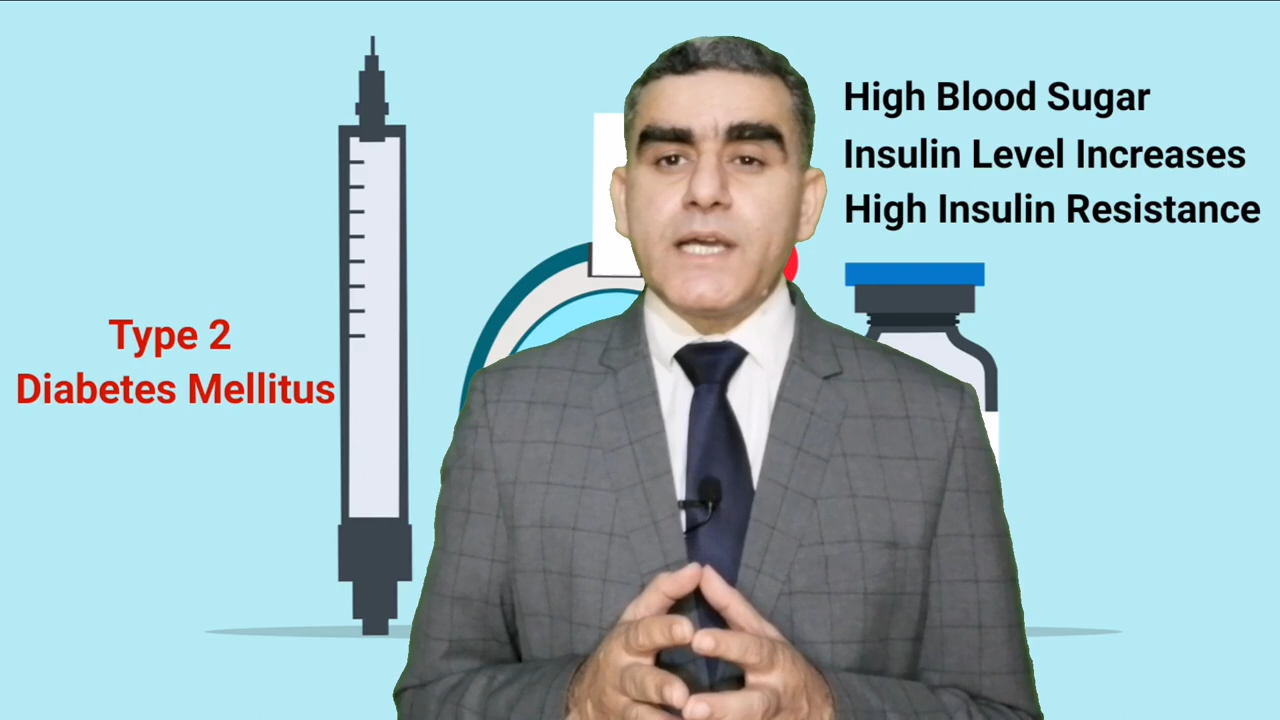 High Blood Sugar
Insulin Level Increases
High Insulin Resistance
Type 2
Diabetes Mellitus